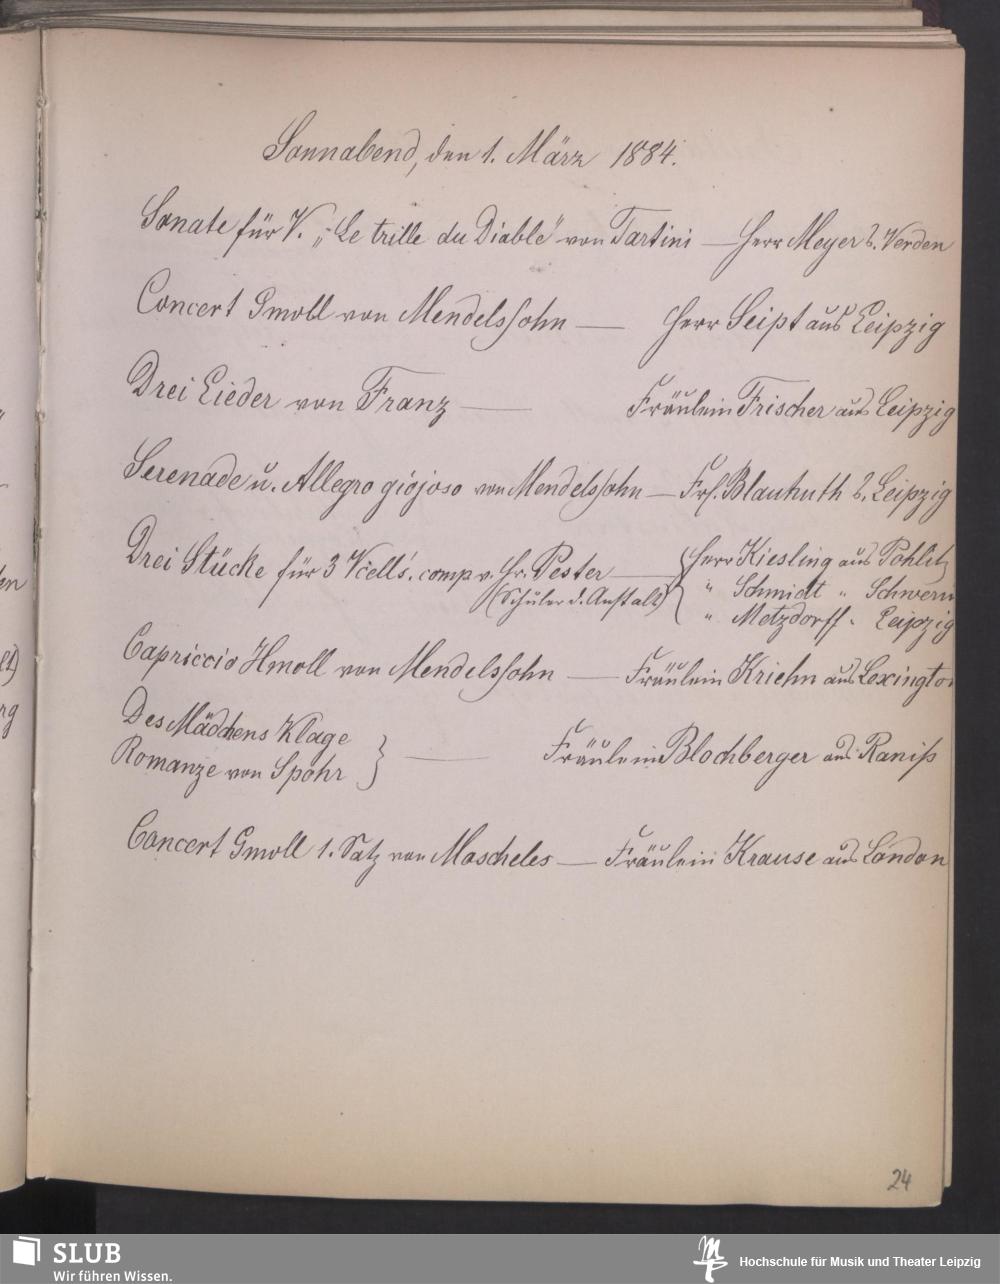 Sonnabend, den 1. März 1884.
Sonate für V. „Le trille du Diable" von Tartini — Herr Meyer a. Verden
Concert Gmoll von Mendelssohn — Herr Seipt aus Leipzig
Drei Lieder von Franz — Fräulein Frischer aus Leipzig
Serenade u. Allegro giojoso von Mendelssohn — Frl. Blauhuth a. Leipzig
Drei Stücke für 3 Vcell's. comp. v. Hr. Pester — Herr Kiesling aus Pohlitz
(Schüler d. Anstalt) " Schmidt " Schwerin
" Metzdorff " Leipzig
Capriccio Hmoll von Mendelssohn — Fräulein Kriehn aus Lexington
Des Mädchens Klage
Romanze von Spohr — Fräulein Blochberger aus Raniß
Concert Gmoll 1. Satz von Moscheles — Fräulein Krause aus London
24
SLUB
Wir führen Wissen.
Hochschule für Musik und Theater Leipzig